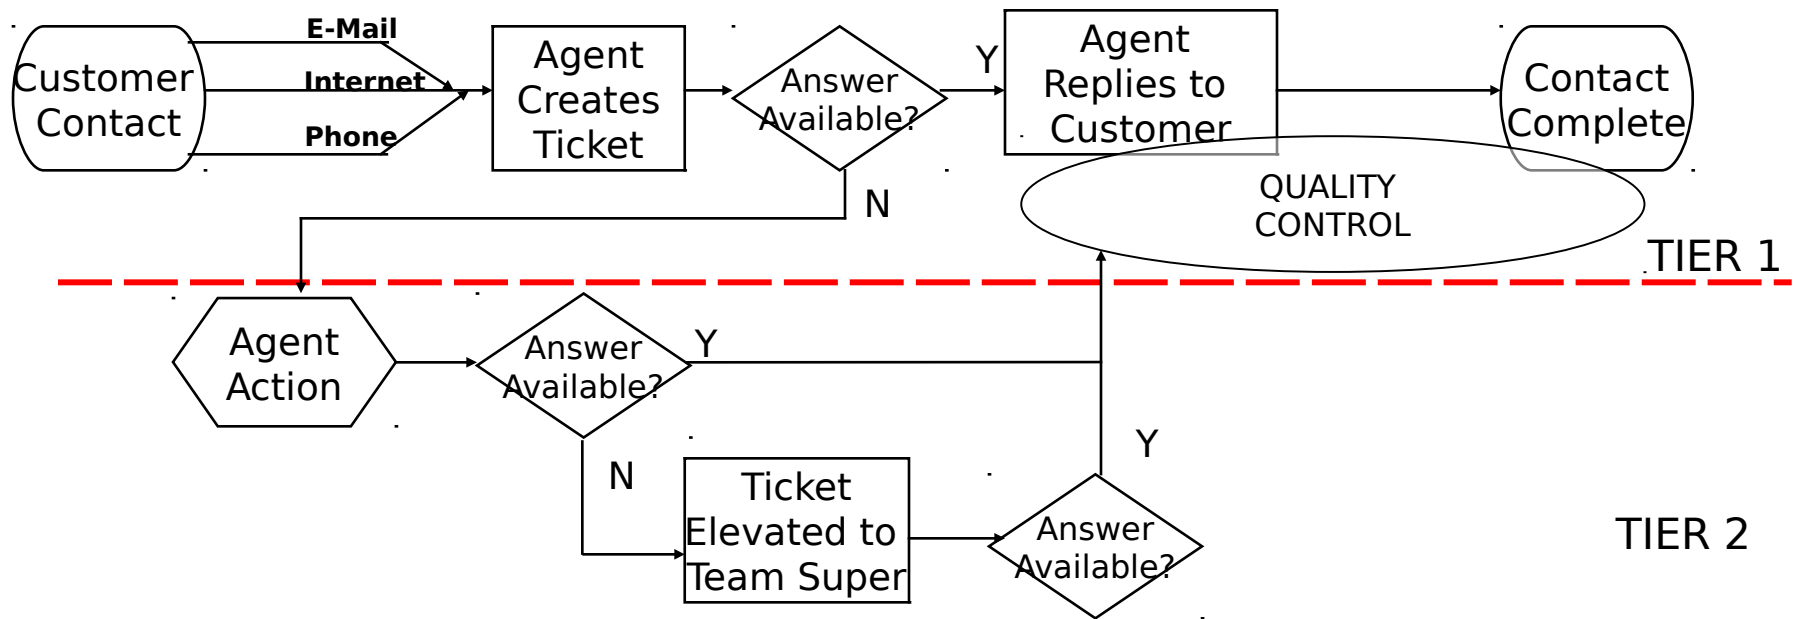 Customer
Contact
E-Mail
Internet
Phone
Agent
Creates
Ticket
Answer
Available?
Y
N
Agent
Replies to
Customer
Contact
Complete
QUALITY
CONTROL
TIER 1
Agent
Action
Answer
Available?
Y
N
Ticket
Elevated to
Team Super
Answer
Available?
Y
TIER 2